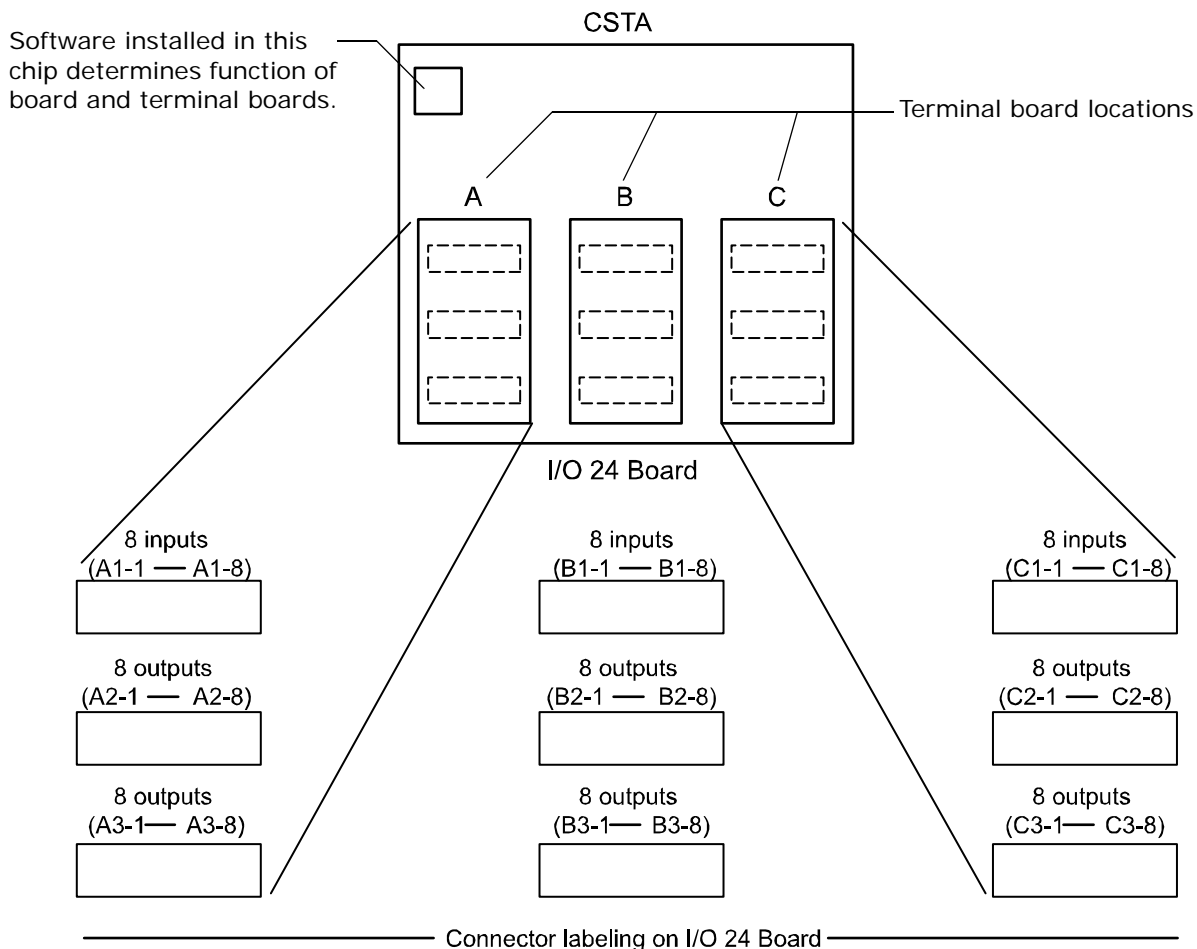 CSTA
Software installed in this
chip determines function of
board and terminal boards.
Terminal board locations
A
B
C
I/O 24 Board
8 inputs
(A1-1 — A1-8)
8 inputs
(B1-1 — B1-8)
8 inputs
(C1-1 — C1-8)
8 outputs
(A2-1 — A2-8)
8 outputs
(B2-1 — B2-8)
8 outputs
(C2-1 — C2-8)
8 outputs
(A3-1— A3-8)
8 outputs
(B3-1— B3-8)
8 outputs
(C3-1— C3-8)
Connector labeling on I/O 24 Board